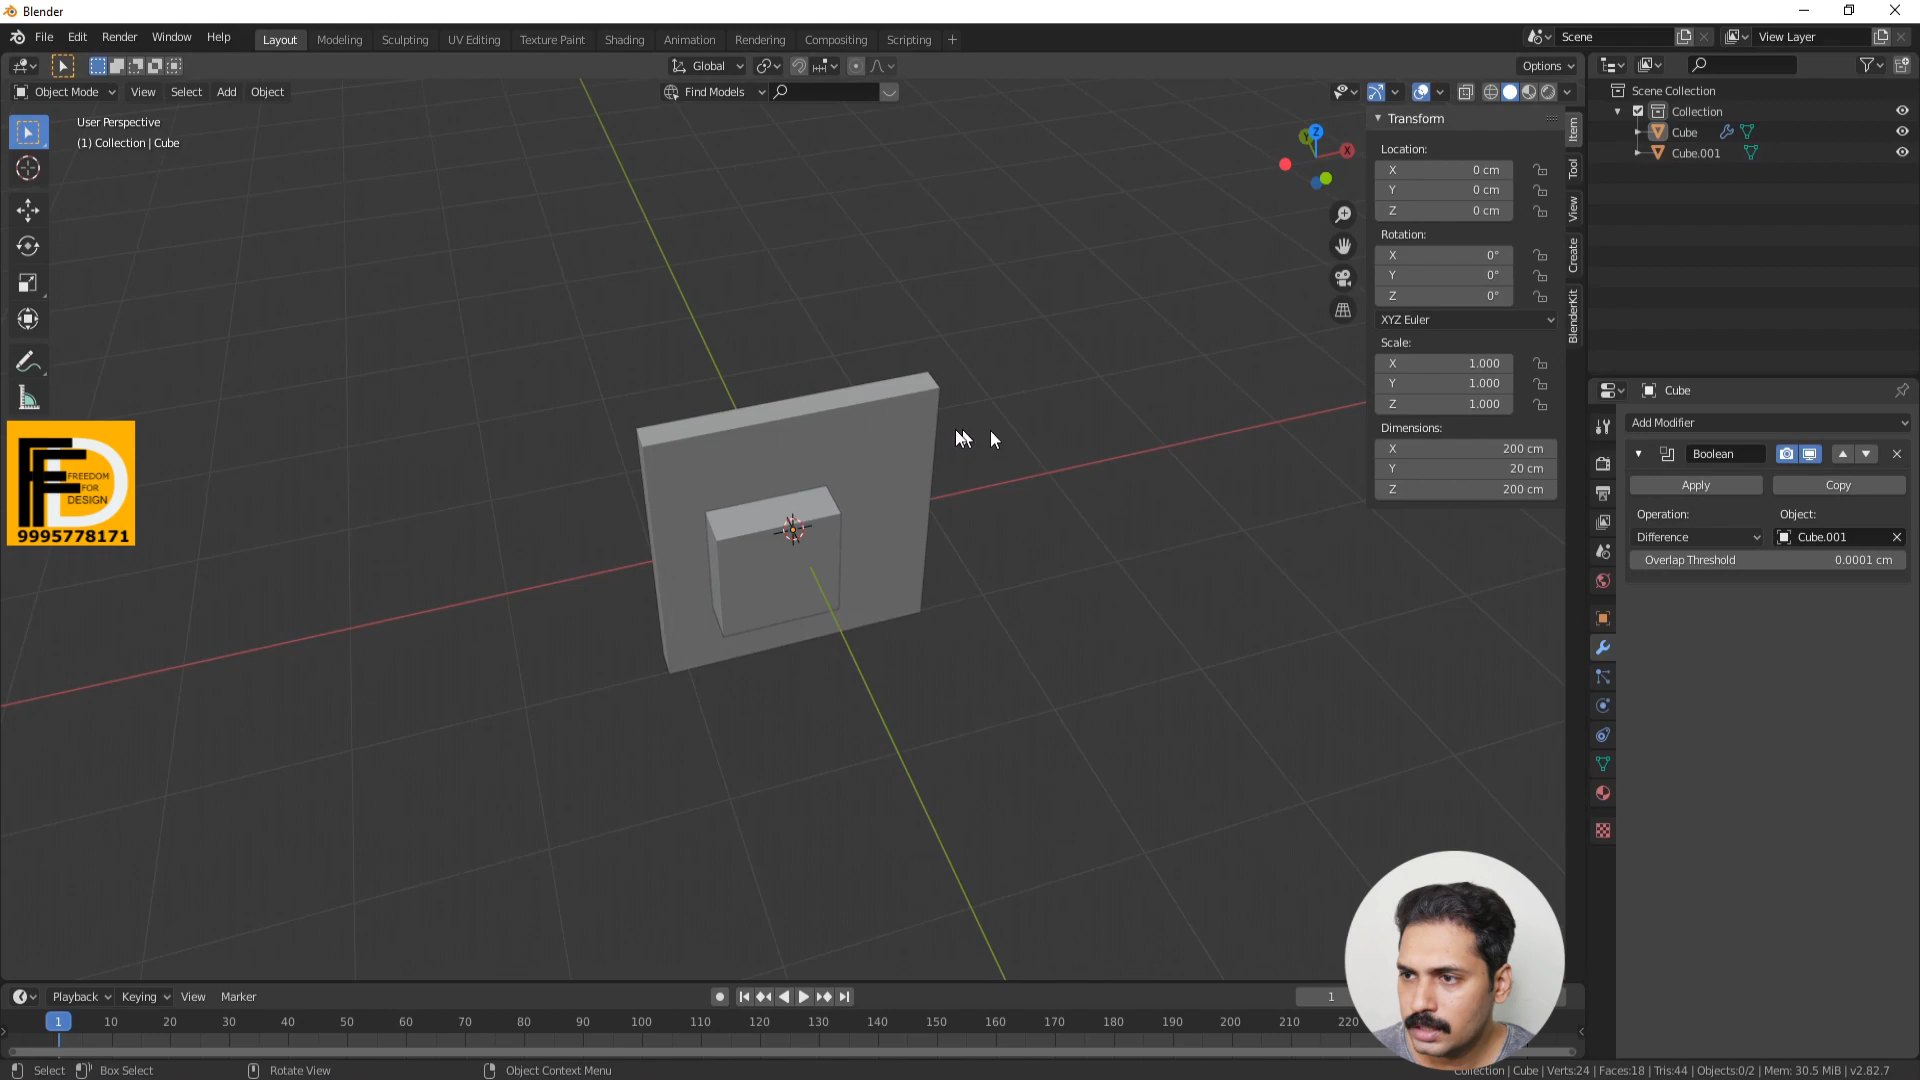 Blender
File Edit Render Window Help
Layout Modeling Sculpting UV Editing Texture Paint Shading Animation Rendering Compositing Scripting +
Scene
View Layer
Global
Options
Object Mode View Select Add Object
Find Models
User Perspective
(1) Collection | Cube
Z
Y
X
Transform
Location:
X 0 cm
Y 0 cm
Z 0 cm
Rotation:
X 0°
Y 0°
Z 0°
XYZ Euler
Scale:
X 1.000
Y 1.000
Z 1.000
Dimensions:
X 200 cm
Y 20 cm
Z 200 cm
Item
Tool
View
Create
BlenderKit
Scene Collection
Collection
Cube
Cube.001
Cube
Add Modifier
Boolean
Apply Copy
Operation: Object:
Difference Cube.001
Overlap Threshold 0.0001 cm
FFD
FREEDOM
FOR
DESIGN
9995778171
Playback Keying View Marker
1
1 10 20 30 40 50 60 70 80 90 100 110 120 130 140 150 160 170 180 190 200 210 220
Select Box Select Rotate View Object Context Menu
Collection | Cube | Verts:24 | Faces:18 | Tris:44 | Objects:0/2 | Mem: 30.5 MiB | v2.82.7